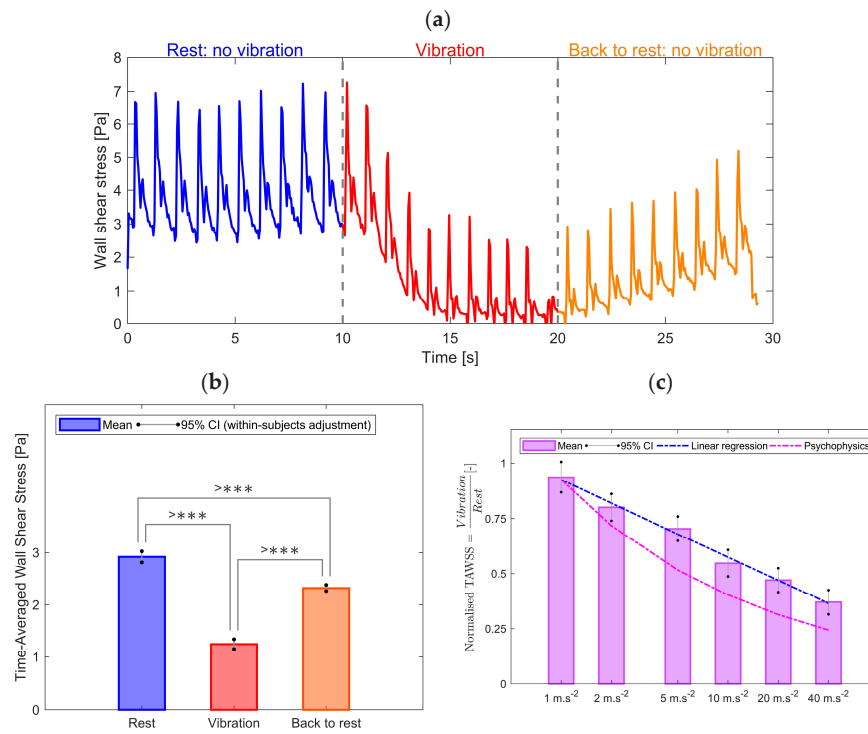 (a)
Rest: no vibration
Vibration
Back to rest: no vibration
Wall shear stress [Pa]
8
7
6
5
4
3
2
1
0
0 5 10 15 20 25 30
Time [s]
(b)
Time-Averaged Wall Shear Stress [Pa]
Mean 95% CI (within-subjects adjustment)
>***
>***
>***
3
2
1
0
Rest Vibration Back to rest
(c)
Normalised TAWSS = Vibration/Rest [-]
Mean 95% CI Linear regression Psychophysics
1
0.75
0.5
0.25
0
1 m.s⁻² 2 m.s⁻² 5 m.s⁻² 10 m.s⁻² 20 m.s⁻² 40 m.s⁻²